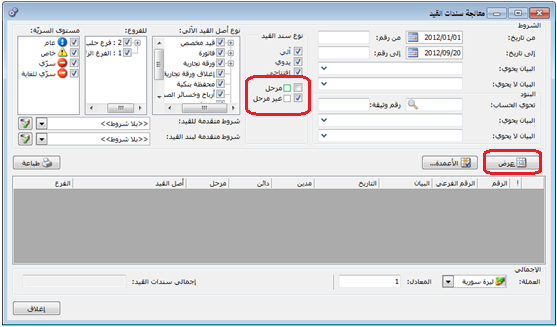 معالجة سندات القيد
الشروط
من تاريخ: 2012/01/01 من رقم:
إلى تاريخ: 2012/09/20 إلى رقم:
البيان يحوي:
البيان لا يحوي:
البنود
تحوي الحساب: رقم وثيقة:
البيان يحوي:
البيان لا يحوي:
نوع سند القيد
آلي
يدوي
افتتاحي
مرحل
غير مرحل
نوع أصل القيد الآلي:
قيد مخصص
فاتورة
ورقة تجارية
إغلاق ورقة تجارية
محفظة بنكية
أرباح وخسائر الص
للفروع:
2 : فرع حلب
1 : الفرع الر
مستوى السريّة:
عام
خاص
سرّي
سرّي للغاية
شروط متقدمة للقيد:
<<بلا شروط>>
شروط متقدمة لبند القيد:
<<بلا شروط>>
عرض
الأعمدة...
طباعة
! الرقم الرقم الفرعي البيان التاريخ مدين دائن مرحل أصل القيد الفرع
الإجمالي
العملة: ليرة سورية المعادل: 1 إجمالي سندات القيد:
إغلاق